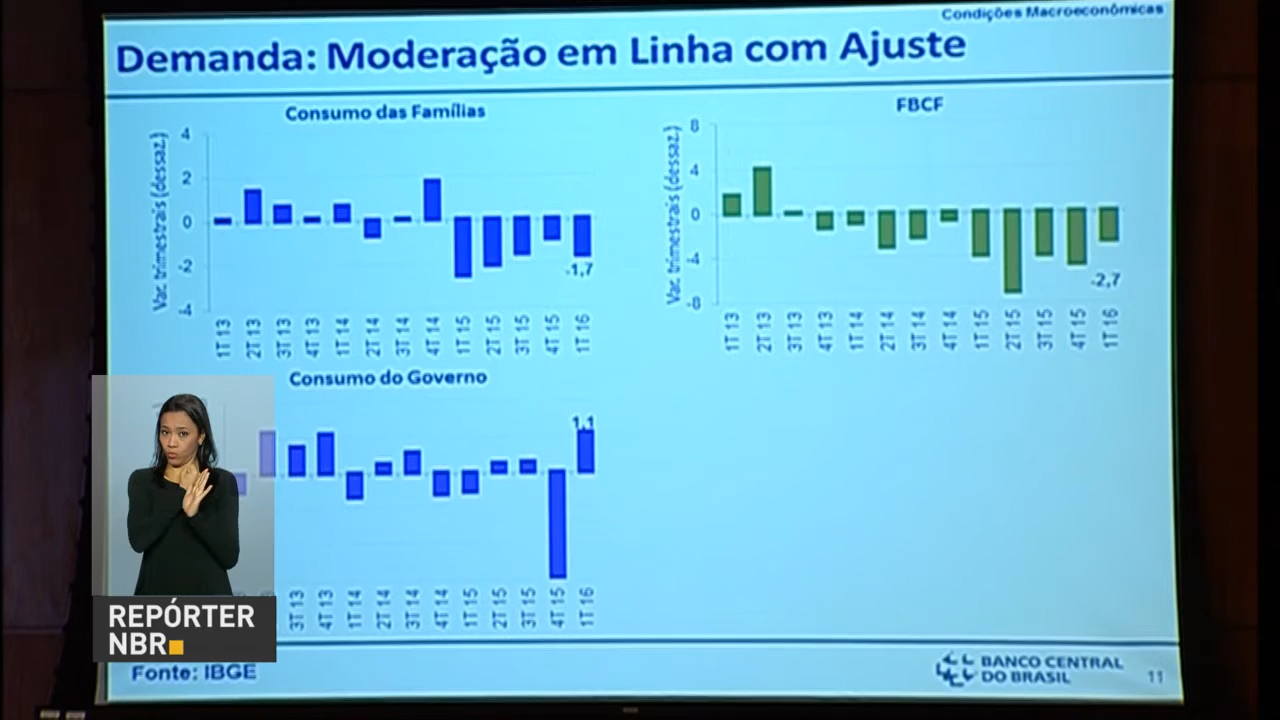 Condições Macroeconômicas
Demanda: Moderação em Linha com Ajuste
Consumo das Famílias
Var. trimestrais (dessaz.)
4
2
0
-2
-4
-1,7
1T 13
2T 13
3T 13
4T 13
1T 14
2T 14
3T 14
4T 14
1T 15
2T 15
3T 15
4T 15
1T 16
FBCF
Var. trimestrais (dessaz.)
8
4
0
-4
-8
-2,7
1T 13
2T 13
3T 13
4T 13
1T 14
2T 14
3T 14
4T 14
1T 15
2T 15
3T 15
4T 15
1T 16
Consumo do Governo
1,1
3T 13
4T 13
1T 14
2T 14
3T 14
4T 14
1T 15
2T 15
3T 15
4T 15
1T 16
REPÓRTER
NBR
Fonte: IBGE
BANCO CENTRAL
DO BRASIL
11